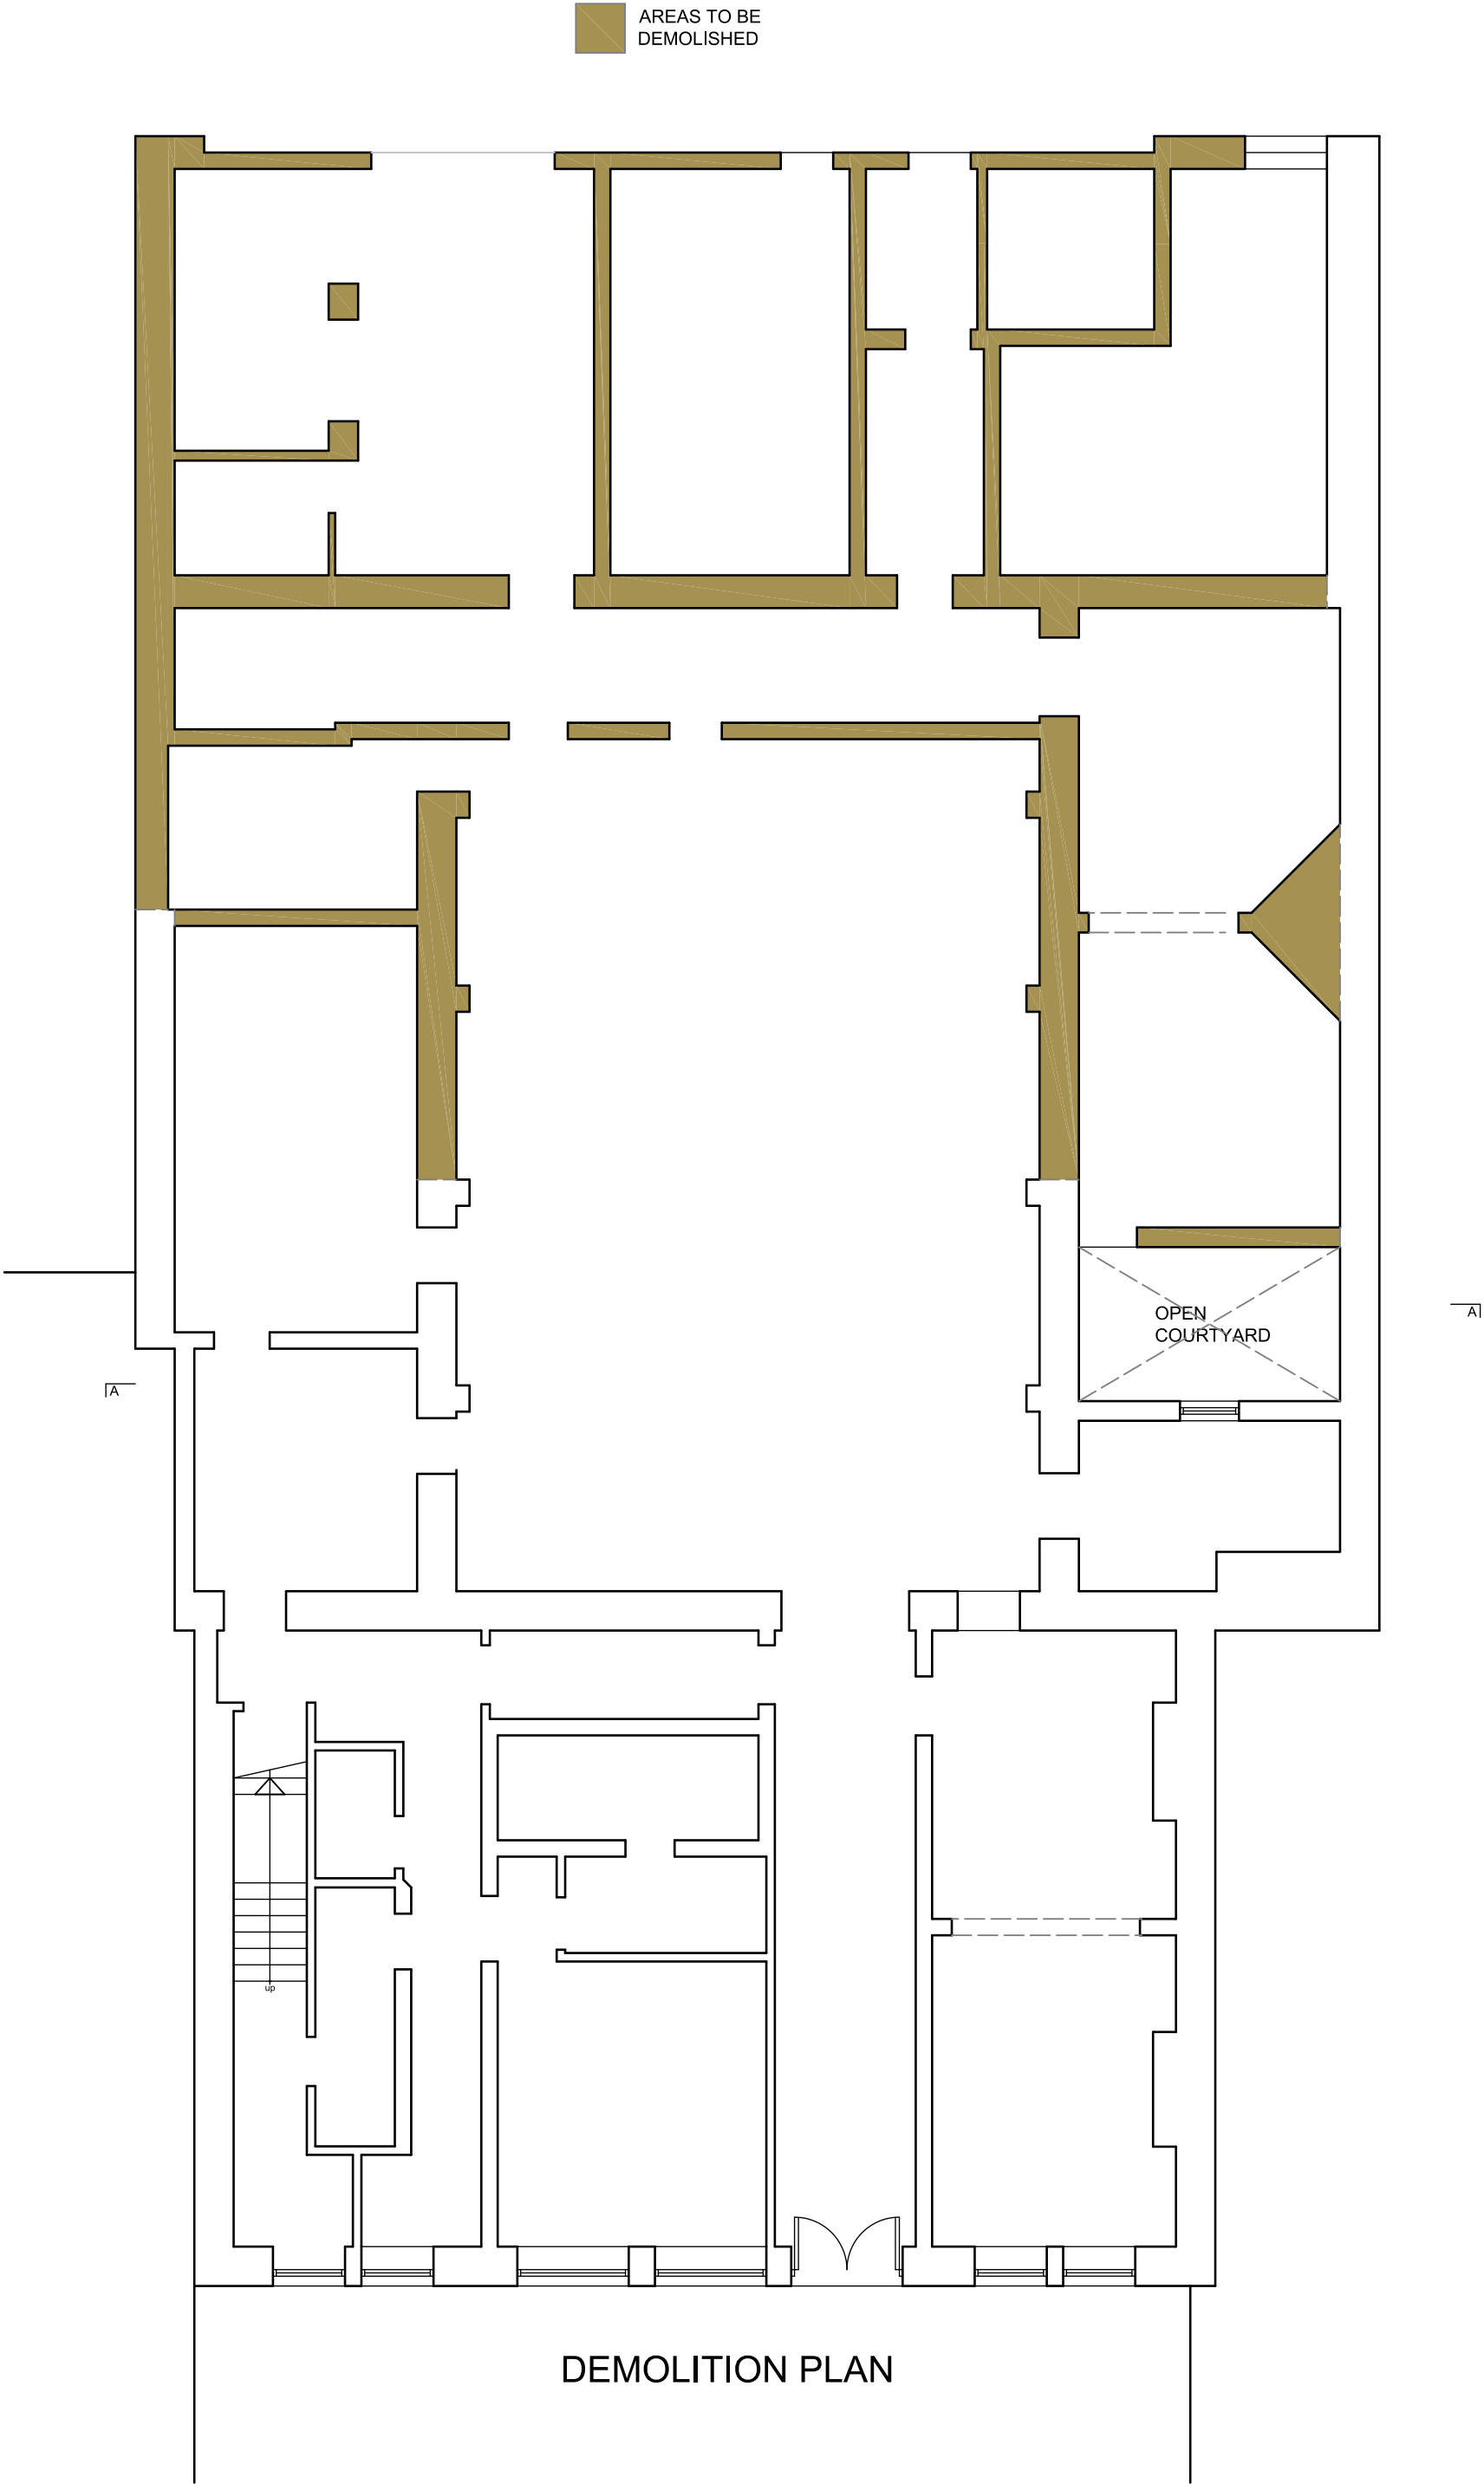 AREAS TO BE
DEMOLISHED
OPEN
COURTYARD
A
A
up
DEMOLITION PLAN